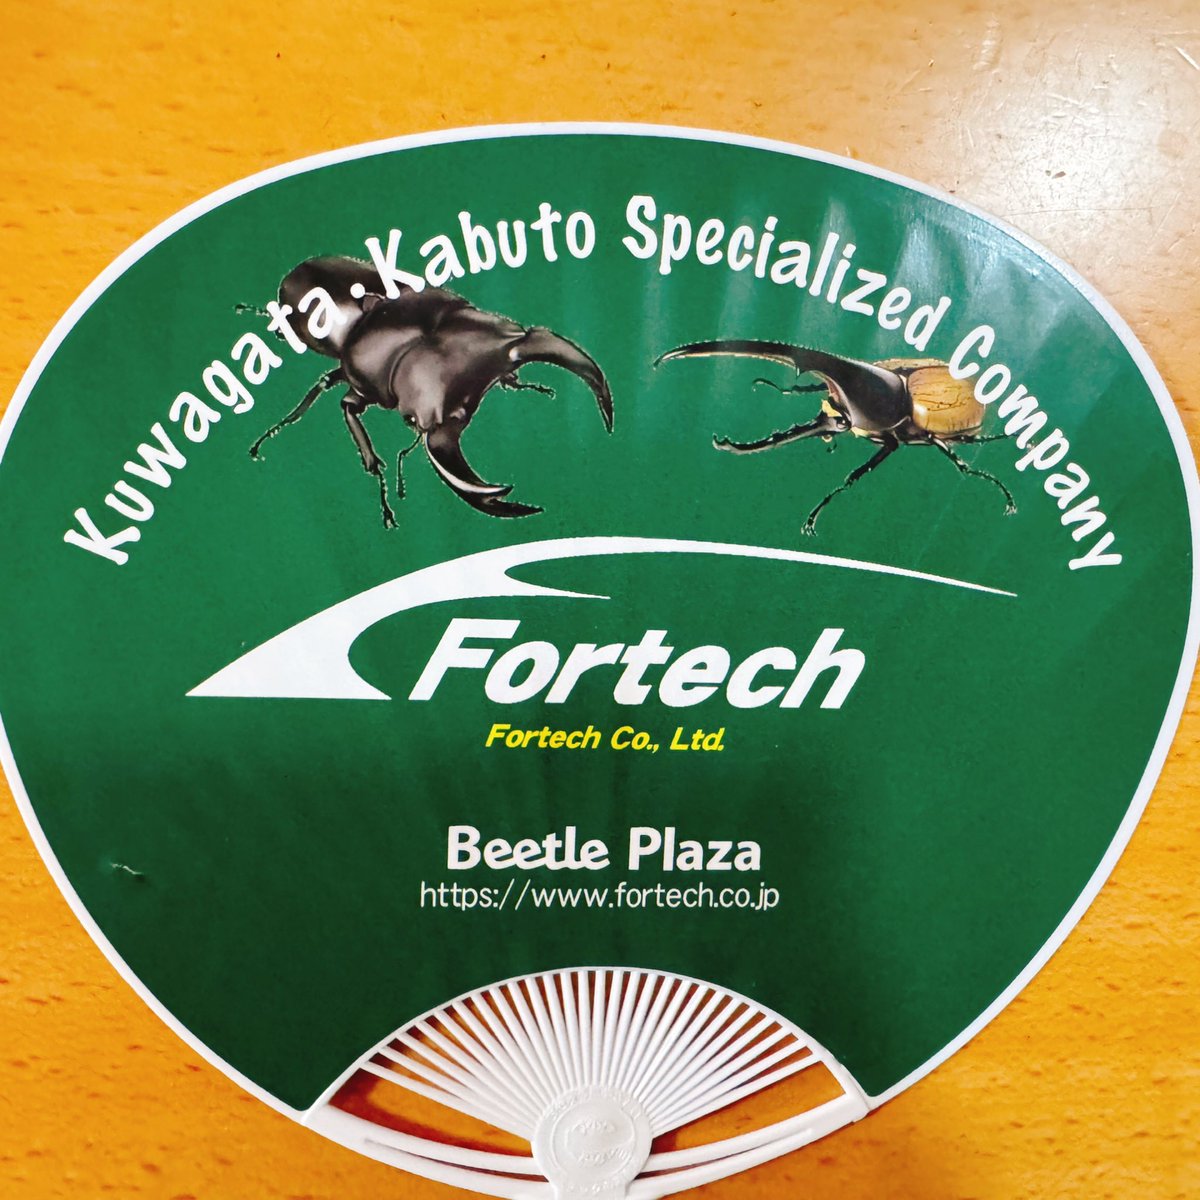 Kuwagata・Kabuto Specialized Company
Fortech
Fortech Co., Ltd.
Beetle Plaza
https://www.fortech.co.jp